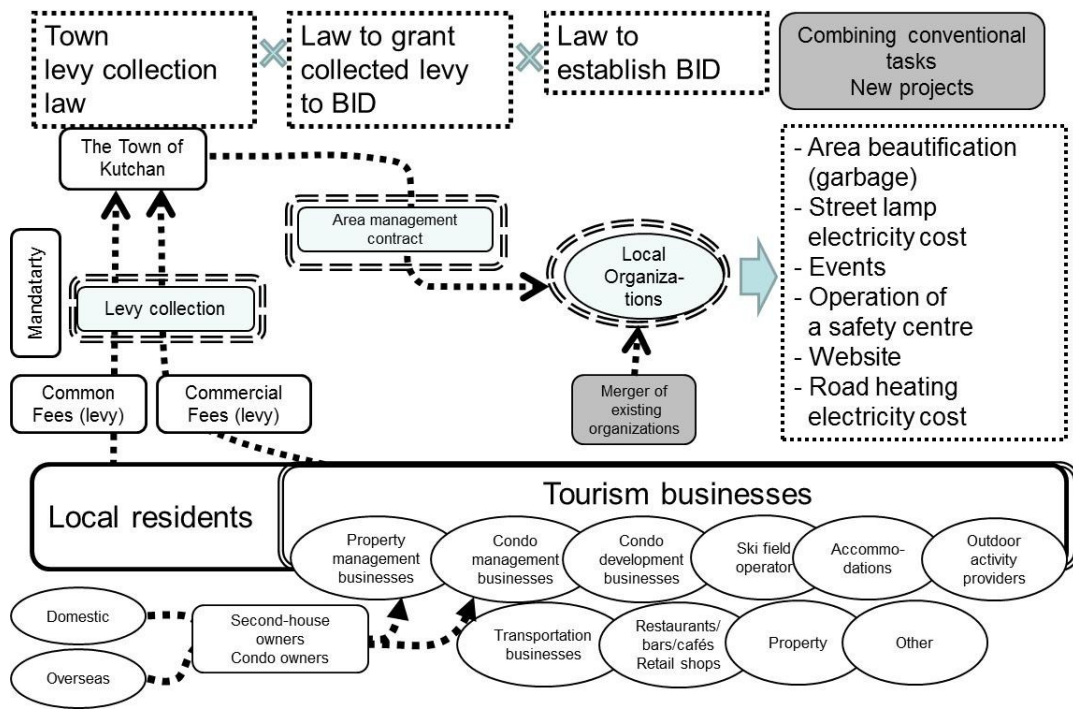 Town
levy collection
law
Law to grant
collected levy
to BID
Law to
establish BID
Combining conventional
tasks
New projects
The Town of
Kutchan
Area management
contract
Local
Organiza-
tions
- Area beautification
(garbage)
- Street lamp
electricity cost
- Events
- Operation of
a safety centre
- Website
- Road heating
electricity cost
Mandatarty
Levy collection
Common
Fees (levy)
Commercial
Fees (levy)
Merger of
existing
organizations
Local residents
Tourism businesses
Property
management
businesses
Condo
management
businesses
Condo
development
businesses
Ski field
operator
Accommo-
dations
Outdoor
activity
providers
Domestic
Overseas
Second-house
owners
Condo owners
Transportation
businesses
Restaurants/
bars/cafés
Retail shops
Property
Other